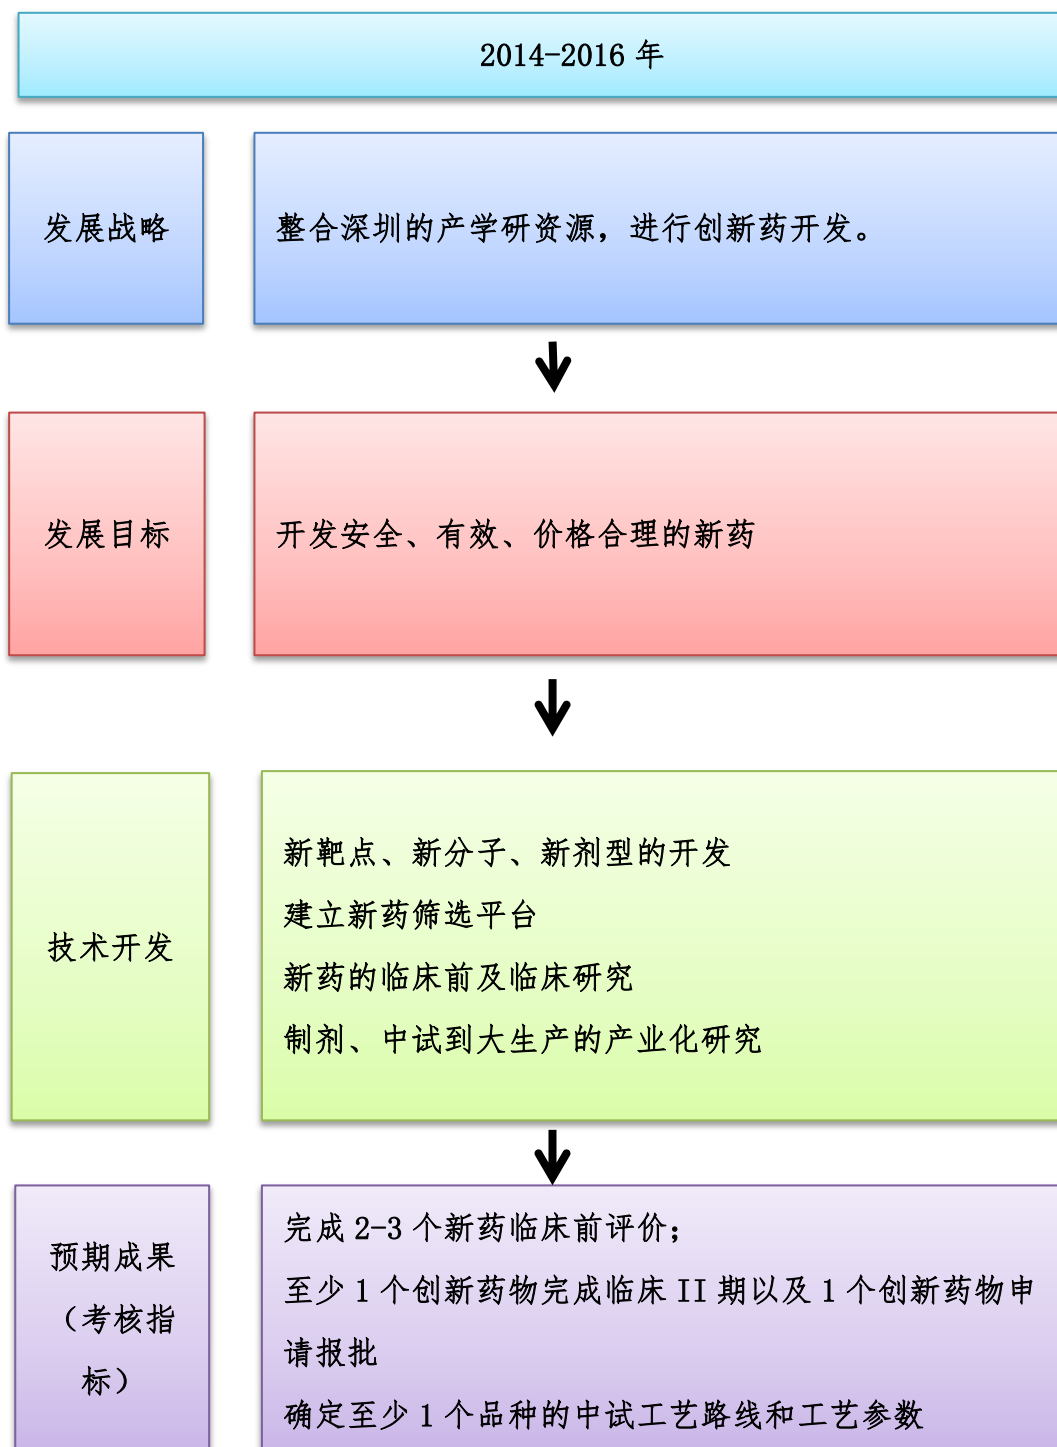 2014-2016 年
发展战略
整合深圳的产学研资源，进行创新药开发。
发展目标
开发安全、有效、价格合理的新药
技术开发
新靶点、新分子、新剂型的开发
建立新药筛选平台
新药的临床前及临床研究
制剂、中试到大生产的产业化研究
预期成果
（考核指
标）
完成 2-3 个新药临床前评价；
至少 1 个创新药物完成临床 II 期以及 1 个创新药物申
请报批
确定至少 1 个品种的中试工艺路线和工艺参数